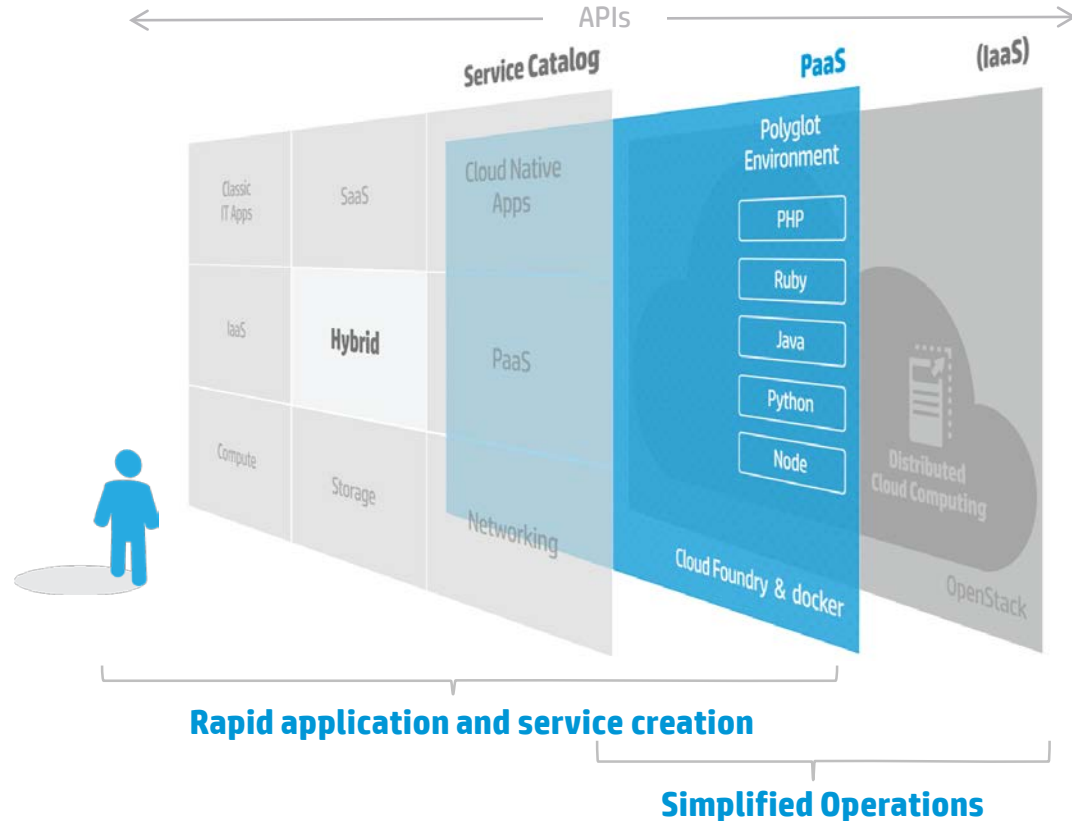 APIs
Service Catalog
PaaS
(IaaS)
Classic
IT Apps
SaaS
Cloud Native
Apps
IaaS
Hybrid
PaaS
Compute
Storage
Networking
Polyglot
Environment
PHP
Ruby
Java
Python
Node
Cloud Foundry & docker
Distributed
Cloud Computing
OpenStack
Rapid application and service creation
Simplified Operations